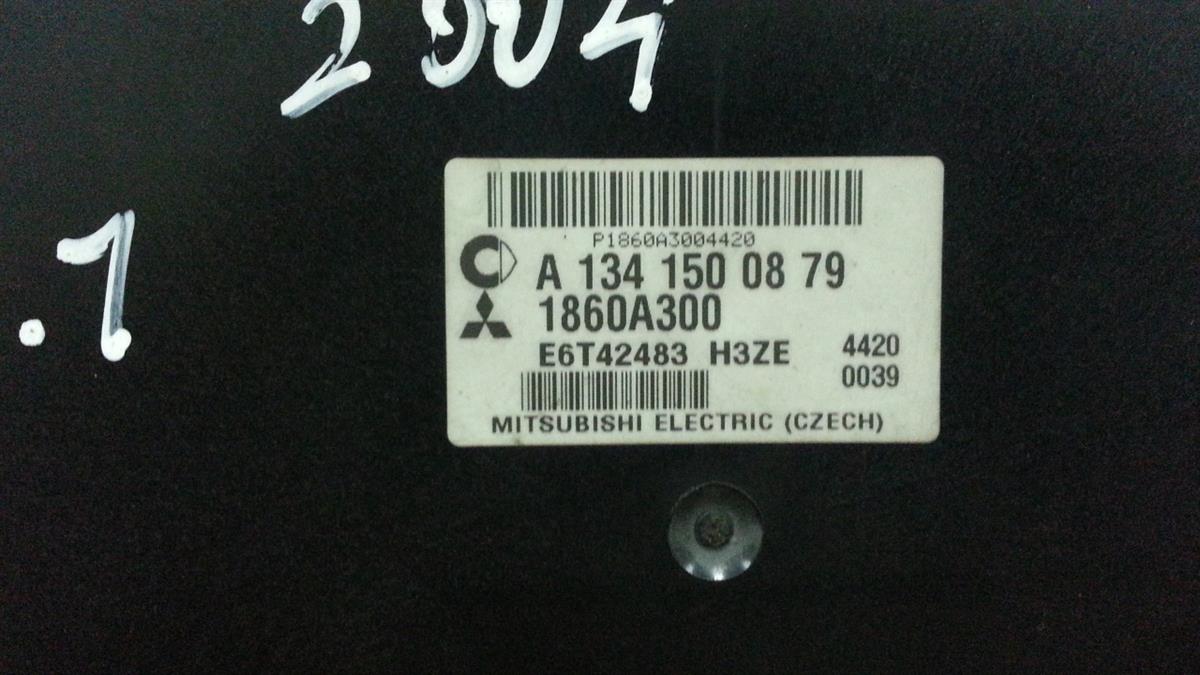 2004
.1
P1860A3004420
A 134 150 08 79
1860A300
E6T42483 H3ZE 4420
0039
MITSUBISHI ELECTRIC (CZECH)